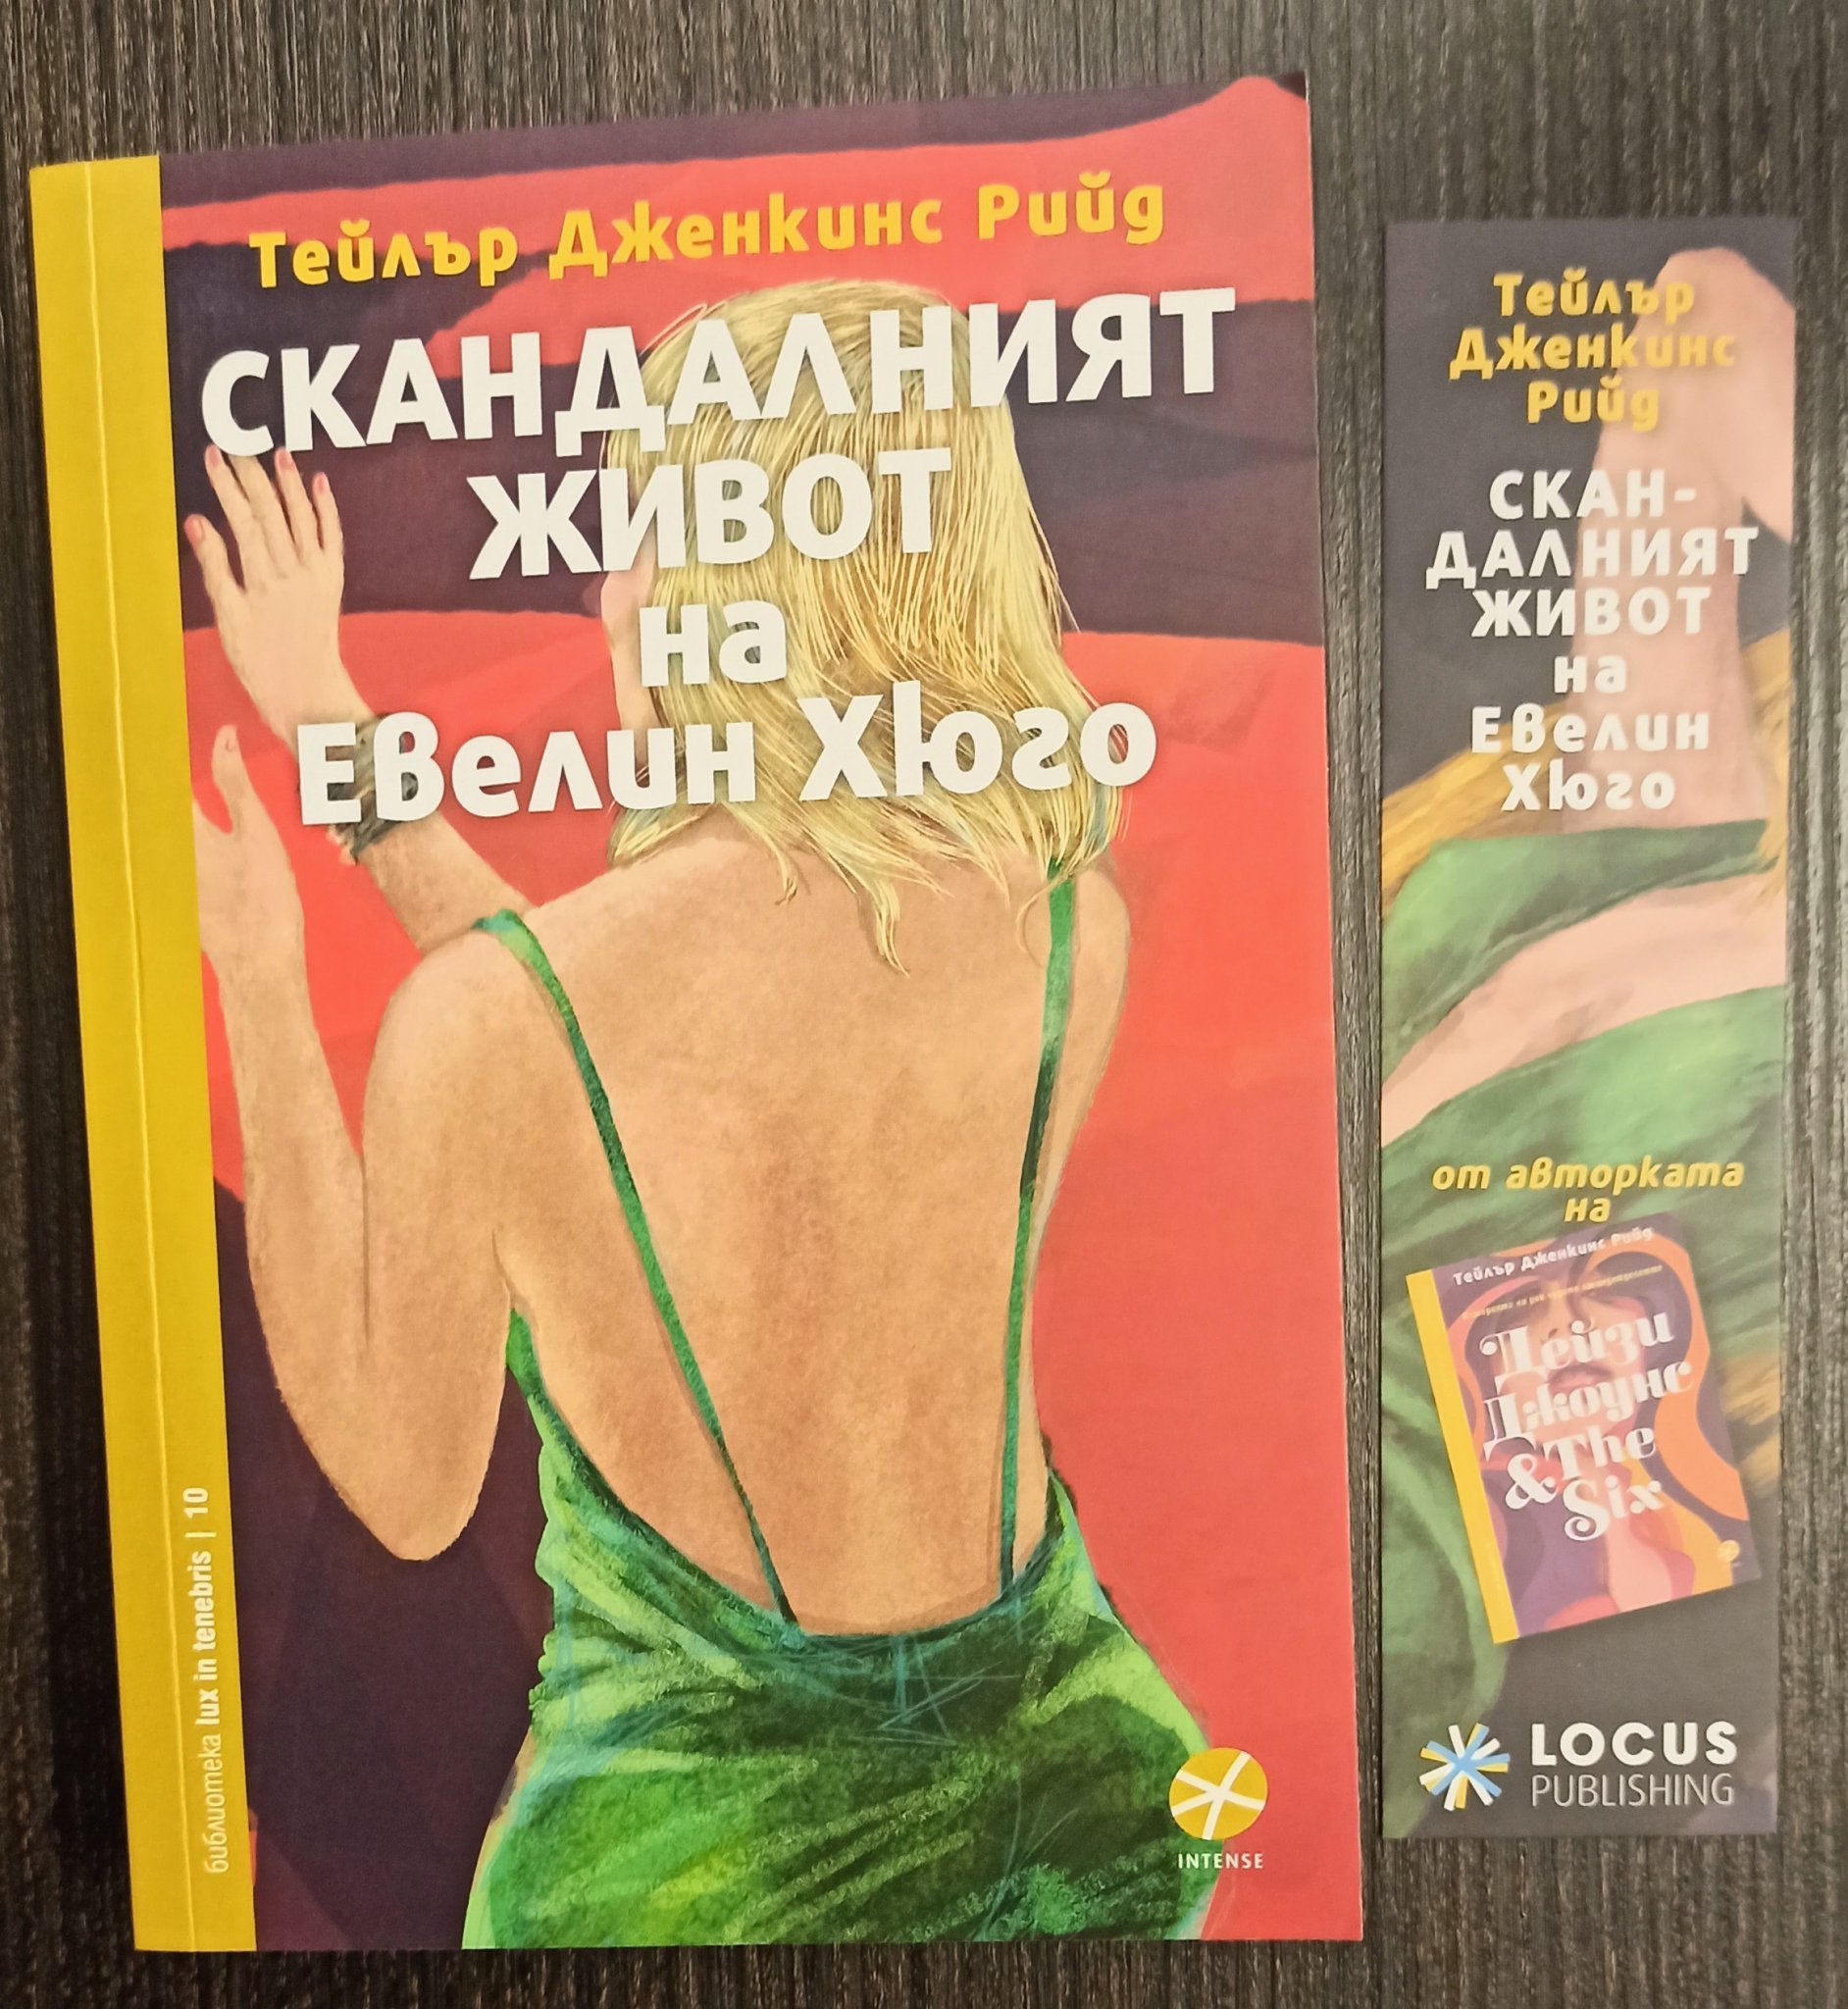 Тейлър Дженкинс Рийд
СКАНДАЛНИЯТ
ЖИВОТ
на
Евелин Хюго
библиотека lux in tenebris | 10
INTENSE
Тейлър
Дженкинс
Рийд
СКАН-
ДАЛНИЯТ
ЖИВОТ
на
Евелин
Хюго
от авторката
на
Тейлър Дженкинс Рийд
Дейзи
Джоунс
& The
Six
LOCUS
PUBLISHING